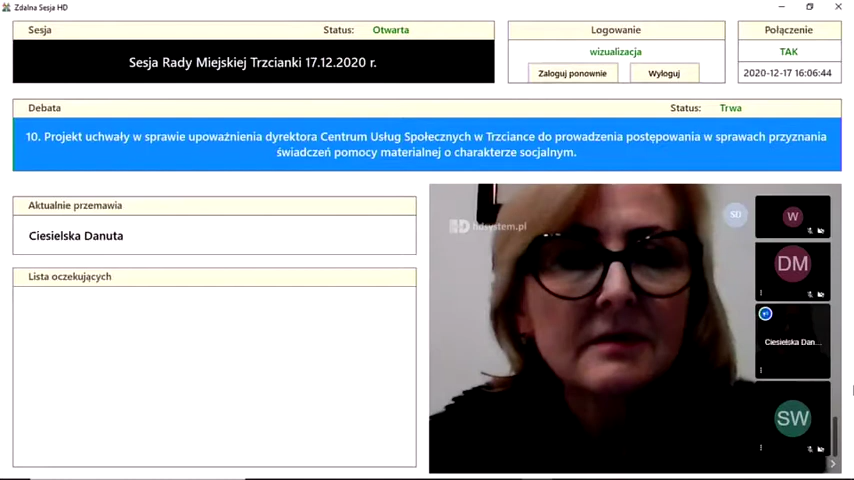 Zdalna Sesja HD
Sesja
Status: Otwarta
Sesja Rady Miejskiej Trzcianki 17.12.2020 r.
Logowanie
wizualizacja
Zaloguj ponownie
Wyloguj
Połączenie
TAK
2020-12-17 16:06:44
Debata
Status: Trwa
10. Projekt uchwały w sprawie upoważnienia dyrektora Centrum Usług Społecznych w Trzciance do prowadzenia postępowania w sprawach przyznania
świadczeń pomocy materialnej o charakterze socjalnym.
Aktualnie przemawia
Ciesielska Danuta
Lista oczekujących
HD hdsystem.pl
SD
W
DM
Ciesielska Dan...
SW